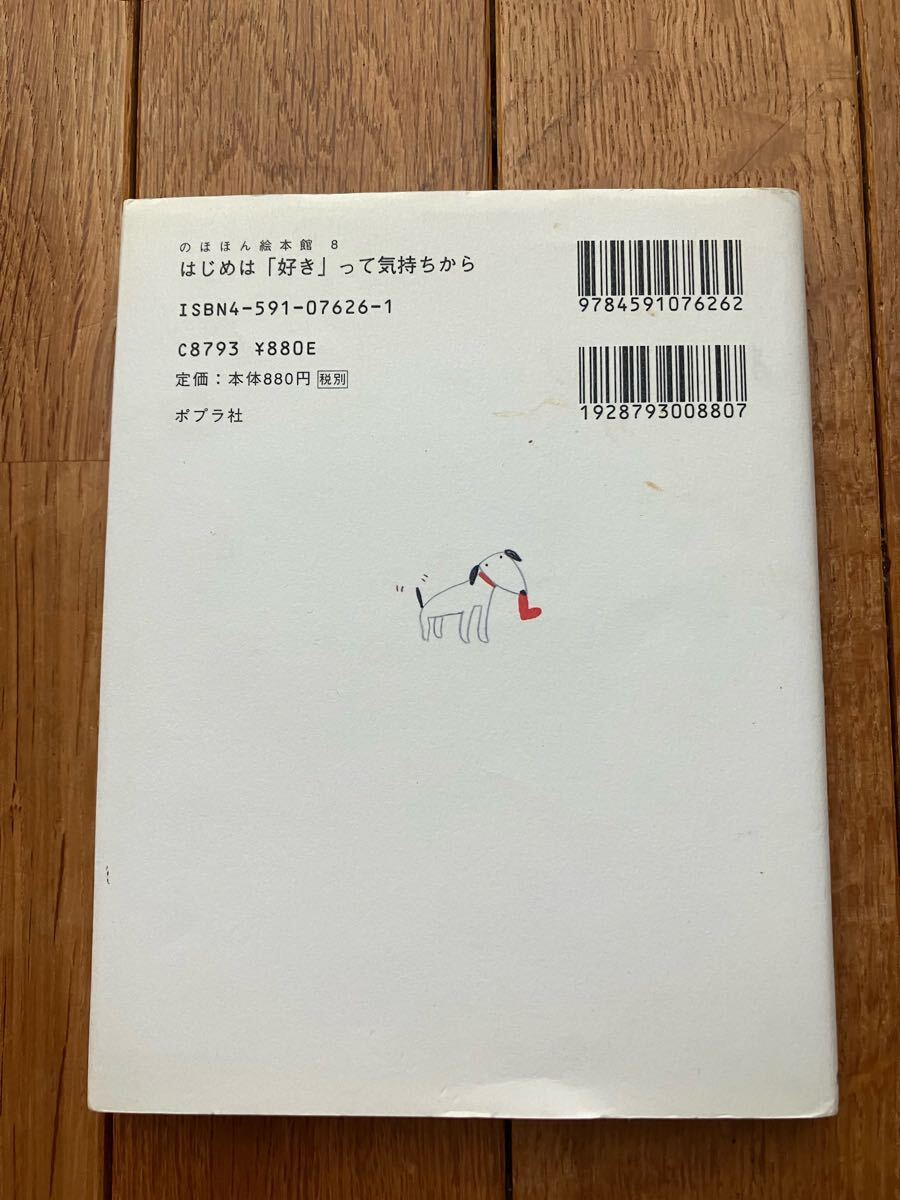 のほほん絵本館 8
はじめは「好き」って気持ちから
ISBN4-591-07626-1
C8793 ¥880E
定価：本体880円 税別
ポプラ社
9784591076262
1928793008807